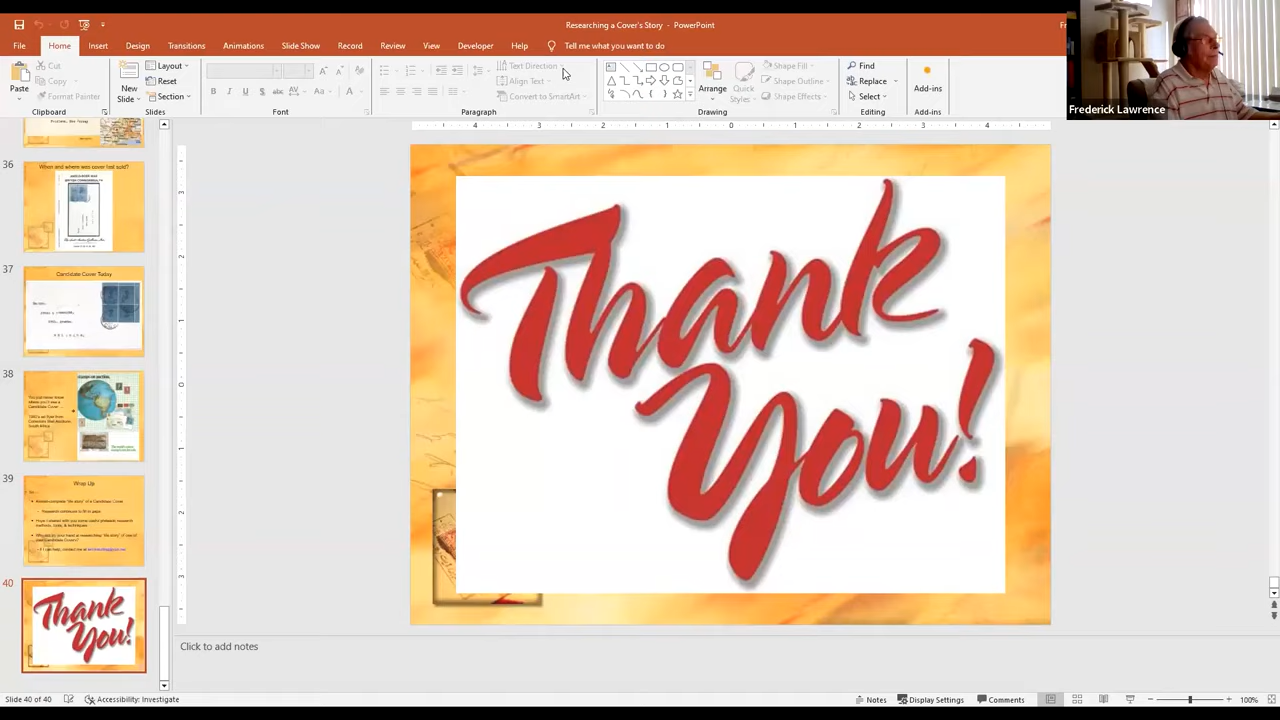 Researching a Cover's Story - PowerPoint
File Home Insert Design Transitions Animations Slide Show Record Review View Developer Help Tell me what you want to do
Cut
Copy
Format Painter
Paste
Clipboard
New
Slide
Layout
Reset
Section
Slides
Font
Text Direction
Align Text
Convert to SmartArt
Paragraph
Arrange
Quick
Styles
Shape Fill
Shape Outline
Shape Effects
Drawing
Find
Replace
Select
Editing
Add-ins
Add-ins
Frederick Lawrence
36
When and where was cover last sold?
37
Candidate Cover Today
38
39
Wrap Up
40
Thank
You!
Thank
You!
Click to add notes
Slide 40 of 40
Accessibility: Investigate
Notes
Display Settings
Comments
100%